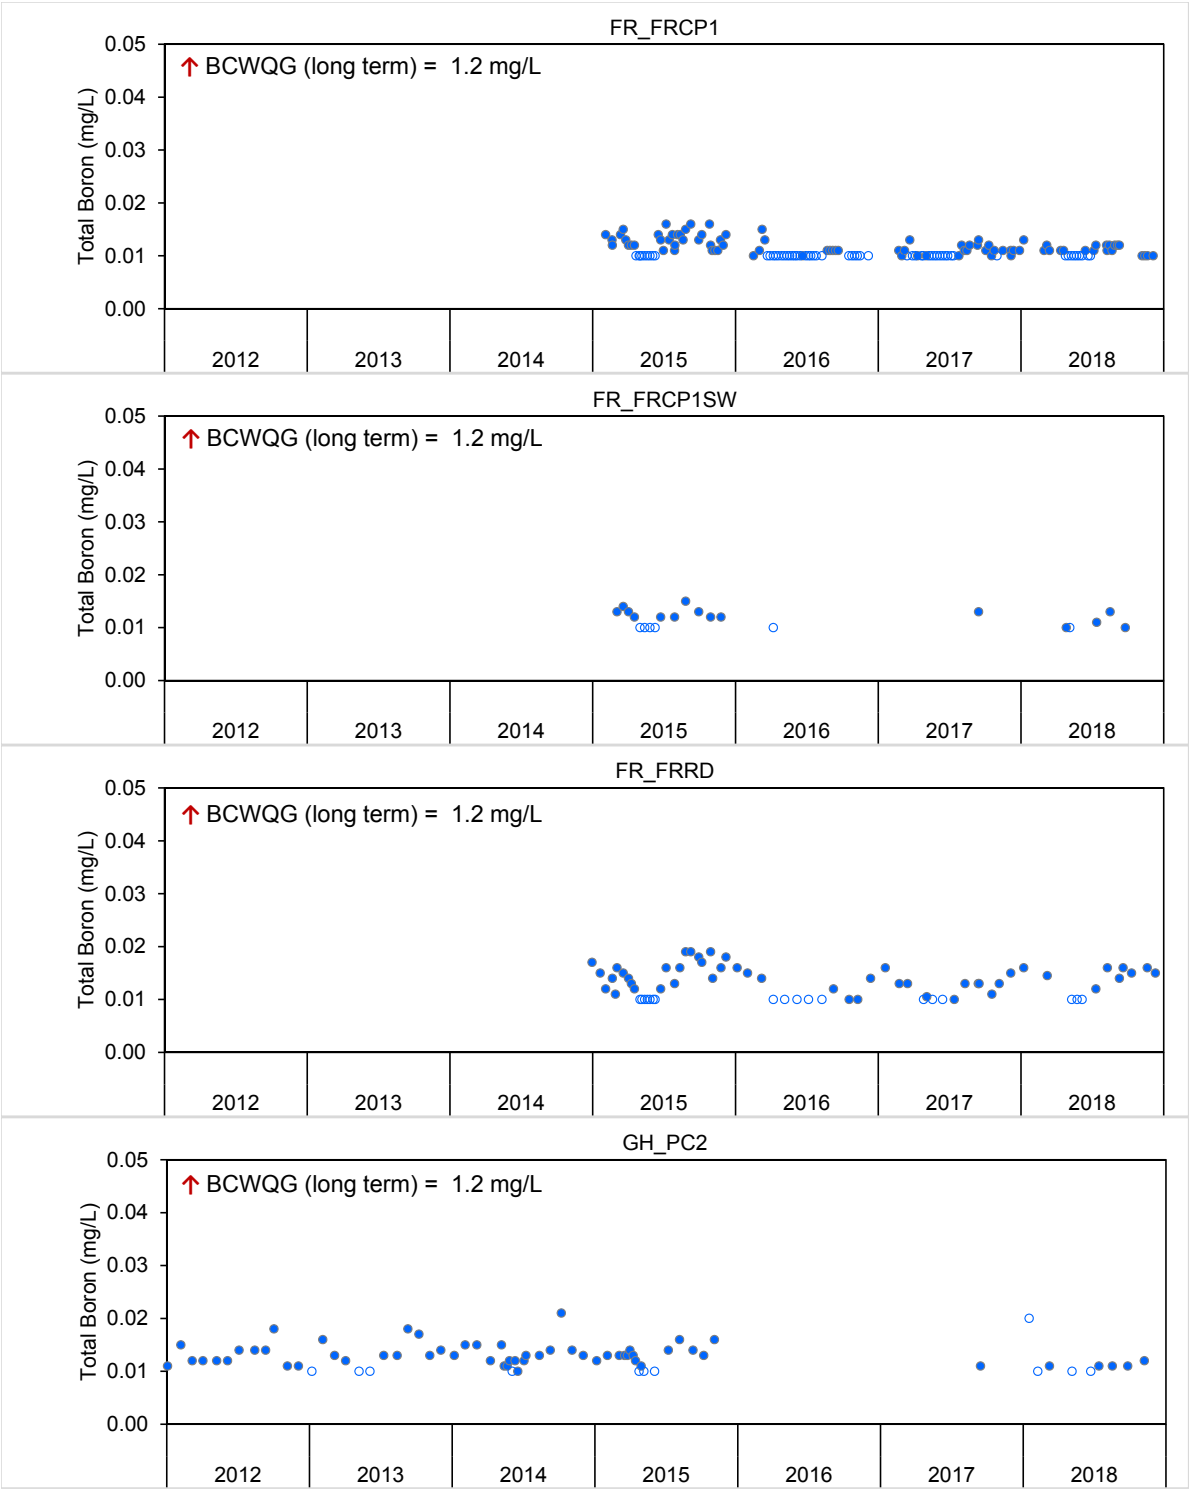 FR_FRCP1
↑ BCWQG (long term) = 1.2 mg/L
Total Boron (mg/L)
0.05
0.04
0.03
0.02
0.01
0.00
2012 2013 2014 2015 2016 2017 2018
FR_FRCP1SW
↑ BCWQG (long term) = 1.2 mg/L
Total Boron (mg/L)
0.05
0.04
0.03
0.02
0.01
0.00
2012 2013 2014 2015 2016 2017 2018
FR_FRRD
↑ BCWQG (long term) = 1.2 mg/L
Total Boron (mg/L)
0.05
0.04
0.03
0.02
0.01
0.00
2012 2013 2014 2015 2016 2017 2018
GH_PC2
↑ BCWQG (long term) = 1.2 mg/L
Total Boron (mg/L)
0.05
0.04
0.03
0.02
0.01
0.00
2012 2013 2014 2015 2016 2017 2018